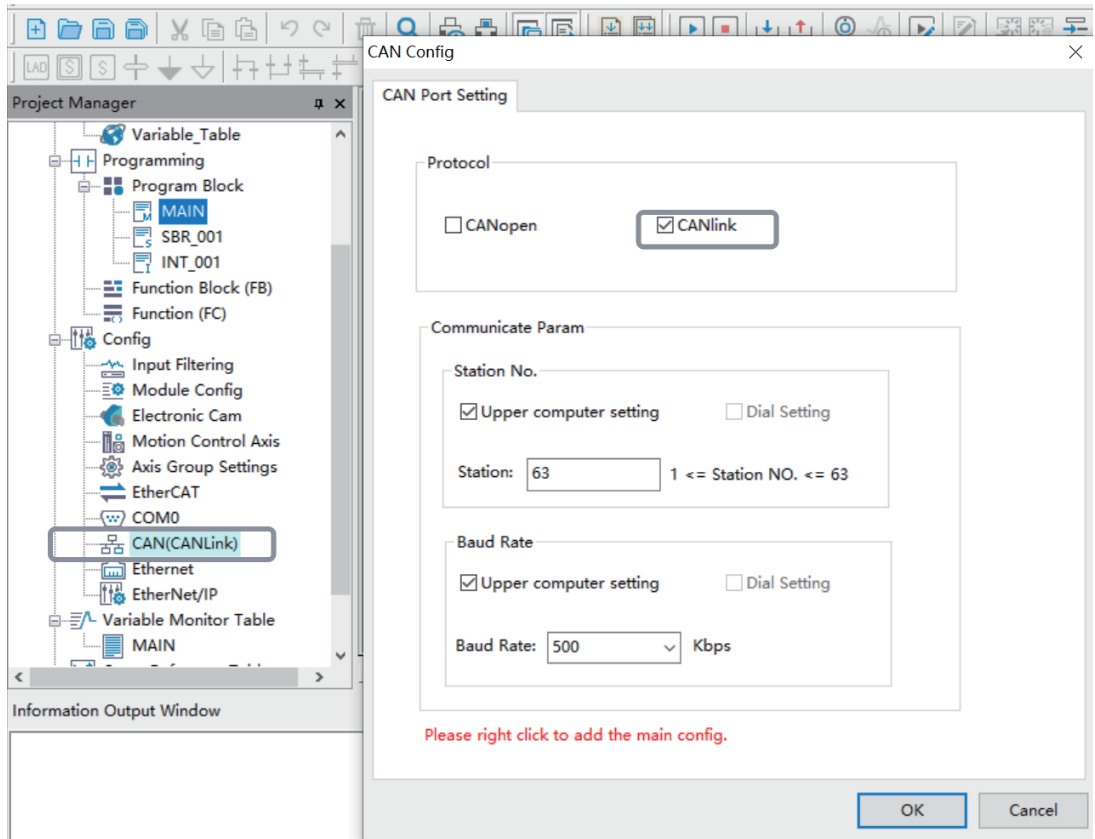 CAN Config
LAD S S
Project Manager
Variable_Table
Programming
Program Block
MAIN
SBR_001
INT_001
Function Block (FB)
Function (FC)
Config
Input Filtering
Module Config
Electronic Cam
Motion Control Axis
Axis Group Settings
EtherCAT
COM0
CAN(CANLink)
Ethernet
EtherNet/IP
Variable Monitor Table
MAIN
Information Output Window
CAN Port Setting
Protocol
CANopen CANlink
Communicate Param
Station No.
Upper computer setting Dial Setting
Station: 63 1 <= Station NO. <= 63
Baud Rate
Upper computer setting Dial Setting
Baud Rate: 500 Kbps
Please right click to add the main config.
OK Cancel